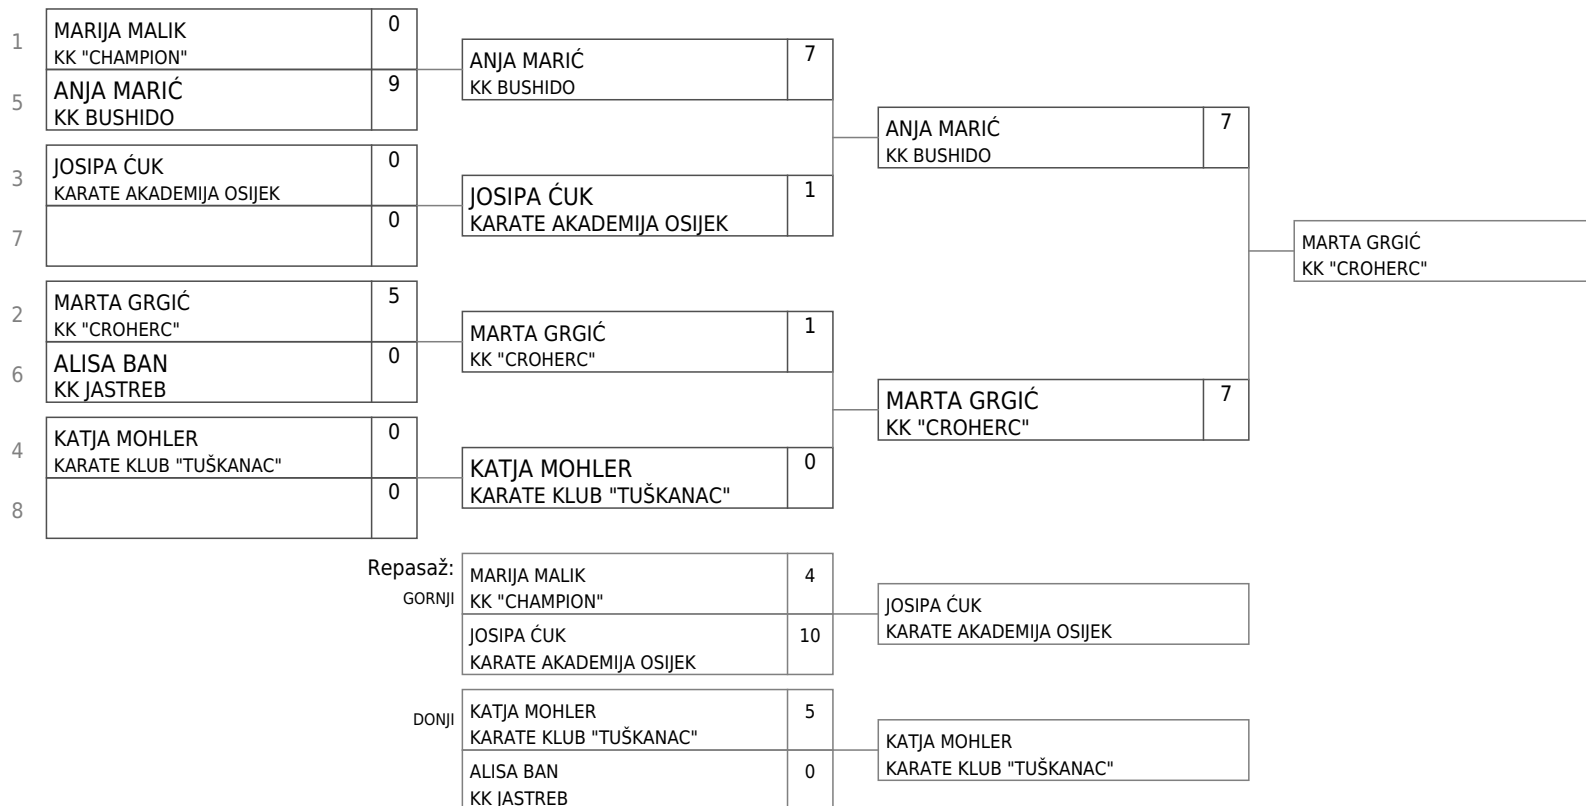 1
MARIJA MALIK
KK "CHAMPION"
0
5
ANJA MARIĆ
KK BUSHIDO
9
3
JOSIPA ĆUK
KARATE AKADEMIJA OSIJEK
0
7
0
2
MARTA GRGIĆ
KK "CROHERC"
5
6
ALISA BAN
KK JASTREB
0
4
KATJA MOHLER
KARATE KLUB "TUŠKANAC"
0
8
0
ANJA MARIĆ
KK BUSHIDO
7
JOSIPA ĆUK
KARATE AKADEMIJA OSIJEK
1
MARTA GRGIĆ
KK "CROHERC"
1
KATJA MOHLER
KARATE KLUB "TUŠKANAC"
0
ANJA MARIĆ
KK BUSHIDO
7
MARTA GRGIĆ
KK "CROHERC"
7
MARTA GRGIĆ
KK "CROHERC"
Repasaž:
GORNJI
MARIJA MALIK
KK "CHAMPION"
4
JOSIPA ĆUK
KARATE AKADEMIJA OSIJEK
10
JOSIPA ĆUK
KARATE AKADEMIJA OSIJEK
DONJI
KATJA MOHLER
KARATE KLUB "TUŠKANAC"
5
ALISA BAN
KK JASTREB
0
KATJA MOHLER
KARATE KLUB "TUŠKANAC"